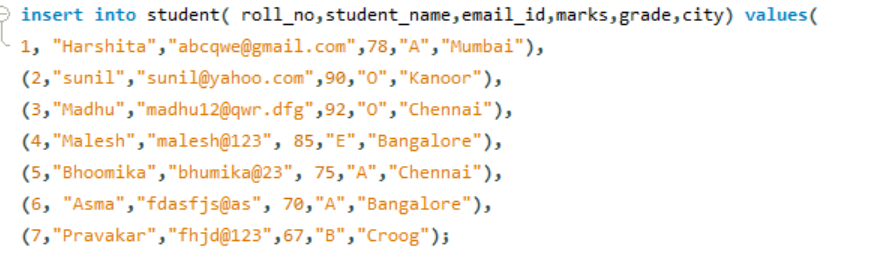 insert into student( roll_no,student_name,email_id,marks,grade,city) values(
1, "Harshita","abcqwe@gmail.com",78,"A","Mumbai"),
(2,"sunil","sunil@yahoo.com",90,"O","Kanoor"),
(3,"Madhu","madhu12@qwr.dfg",92,"O","Chennai"),
(4,"Malesh","malesh@123", 85,"E","Bangalore"),
(5,"Bhoomika","bhumika@23", 75,"A","Chennai"),
(6, "Asma","fdasfjs@as", 70,"A","Bangalore"),
(7,"Pravakar","fhjd@123",67,"B","Croog");